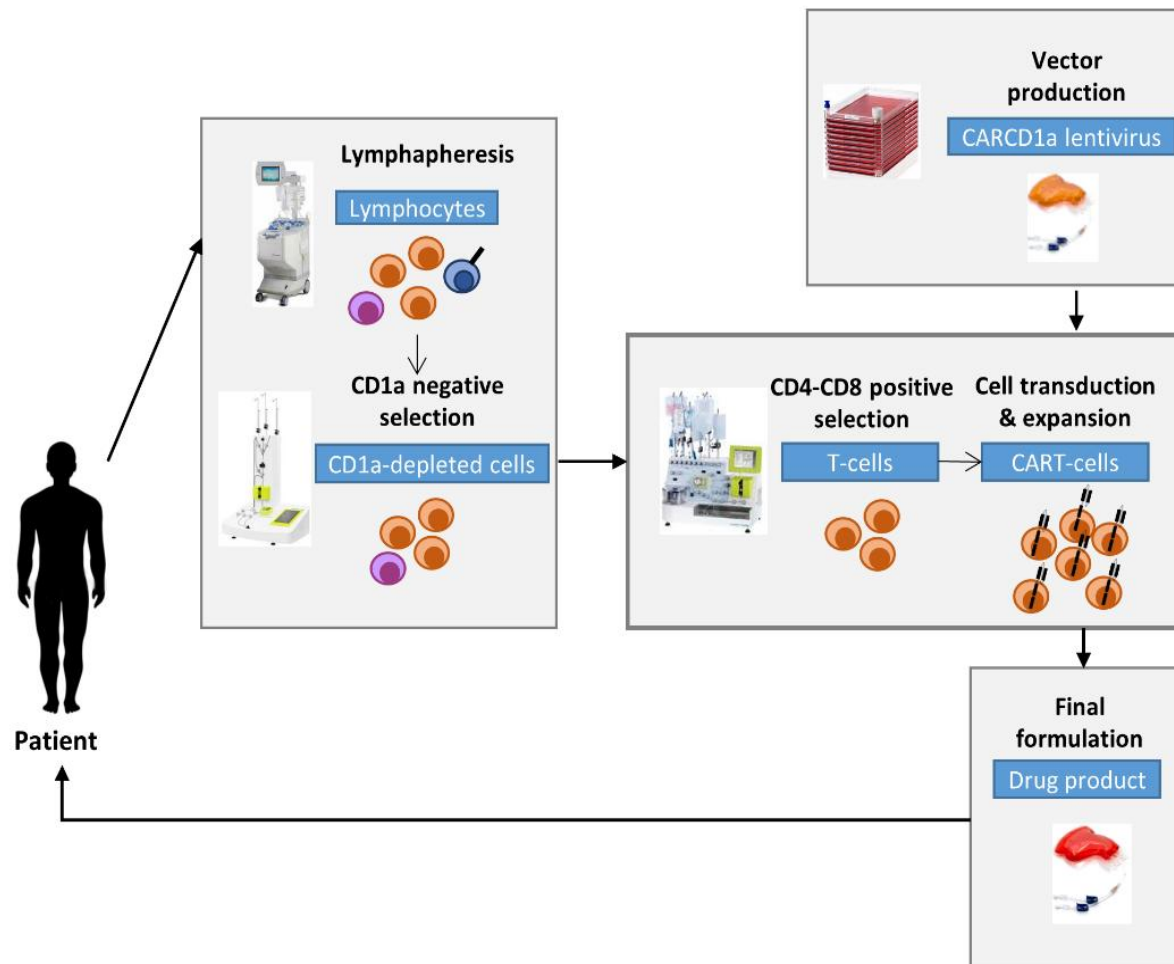 Vector
production
CARCD1a lentivirus
Lymphapheresis
Lymphocytes
CD1a negative
selection
CD1a-depleted cells
CD4-CD8 positive
selection
T-cells
Cell transduction
& expansion
CART-cells
Patient
Final
formulation
Drug product